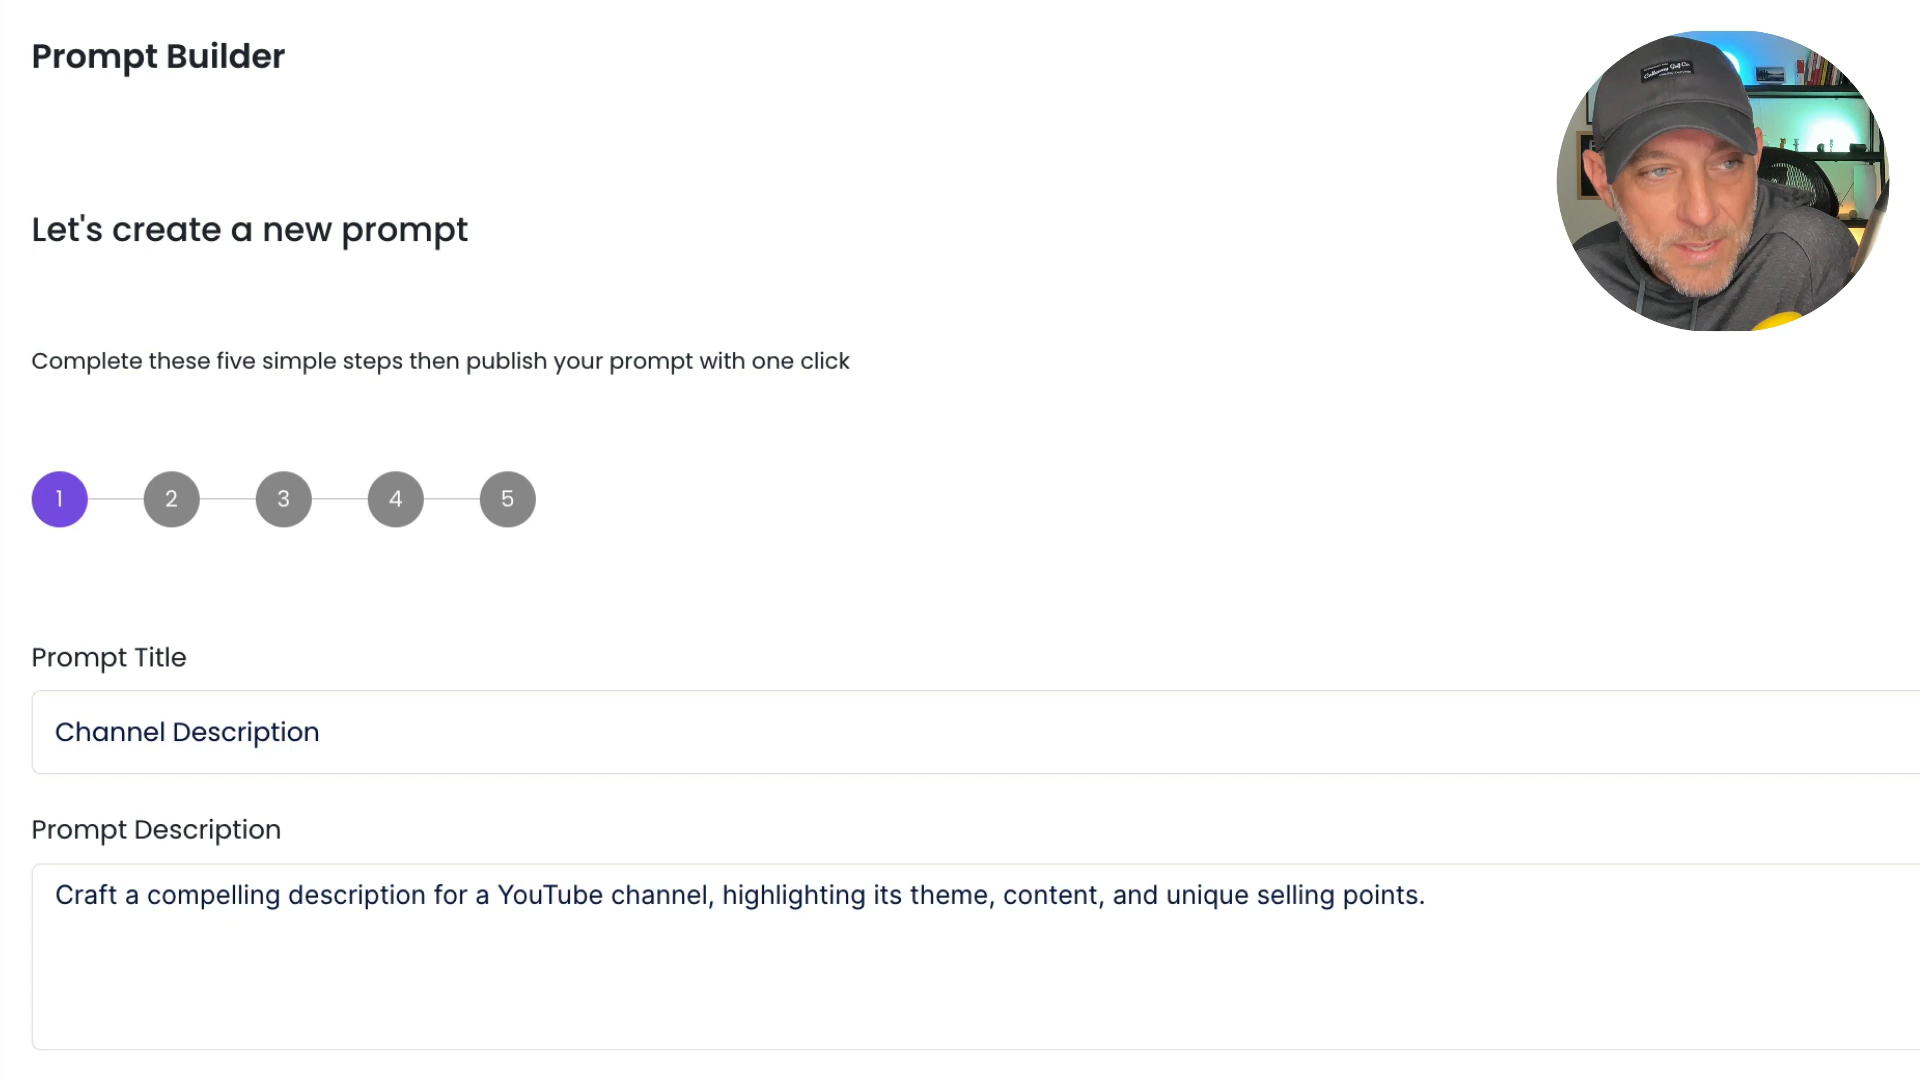 Prompt Builder
Let's create a new prompt
Complete these five simple steps then publish your prompt with one click
1 2 3 4 5
Prompt Title
Channel Description
Prompt Description
Craft a compelling description for a YouTube channel, highlighting its theme, content, and unique selling points.